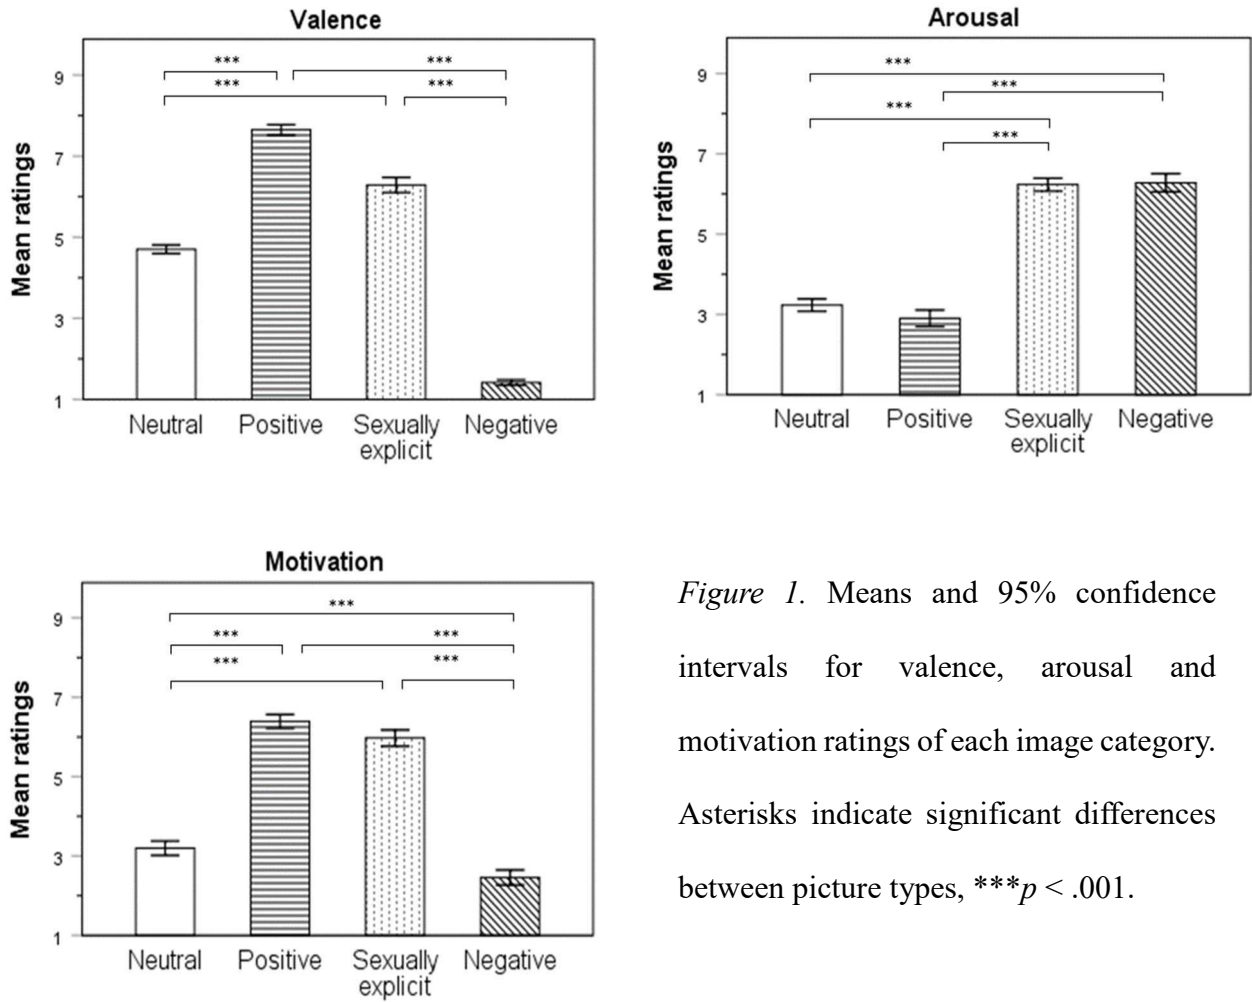 Valence
***
***
***
***
9
7
5
3
1
Mean ratings
Neutral
Positive
Sexually
explicit
Negative
Arousal
***
***
***
***
9
7
5
3
1
Mean ratings
Neutral
Positive
Sexually
explicit
Negative
Motivation
***
***
***
***
***
9
7
5
3
1
Mean ratings
Neutral
Positive
Sexually
explicit
Negative
Figure 1. Means and 95% confidence
intervals for valence, arousal and
motivation ratings of each image category.
Asterisks indicate significant differences
between picture types, ***p < .001.